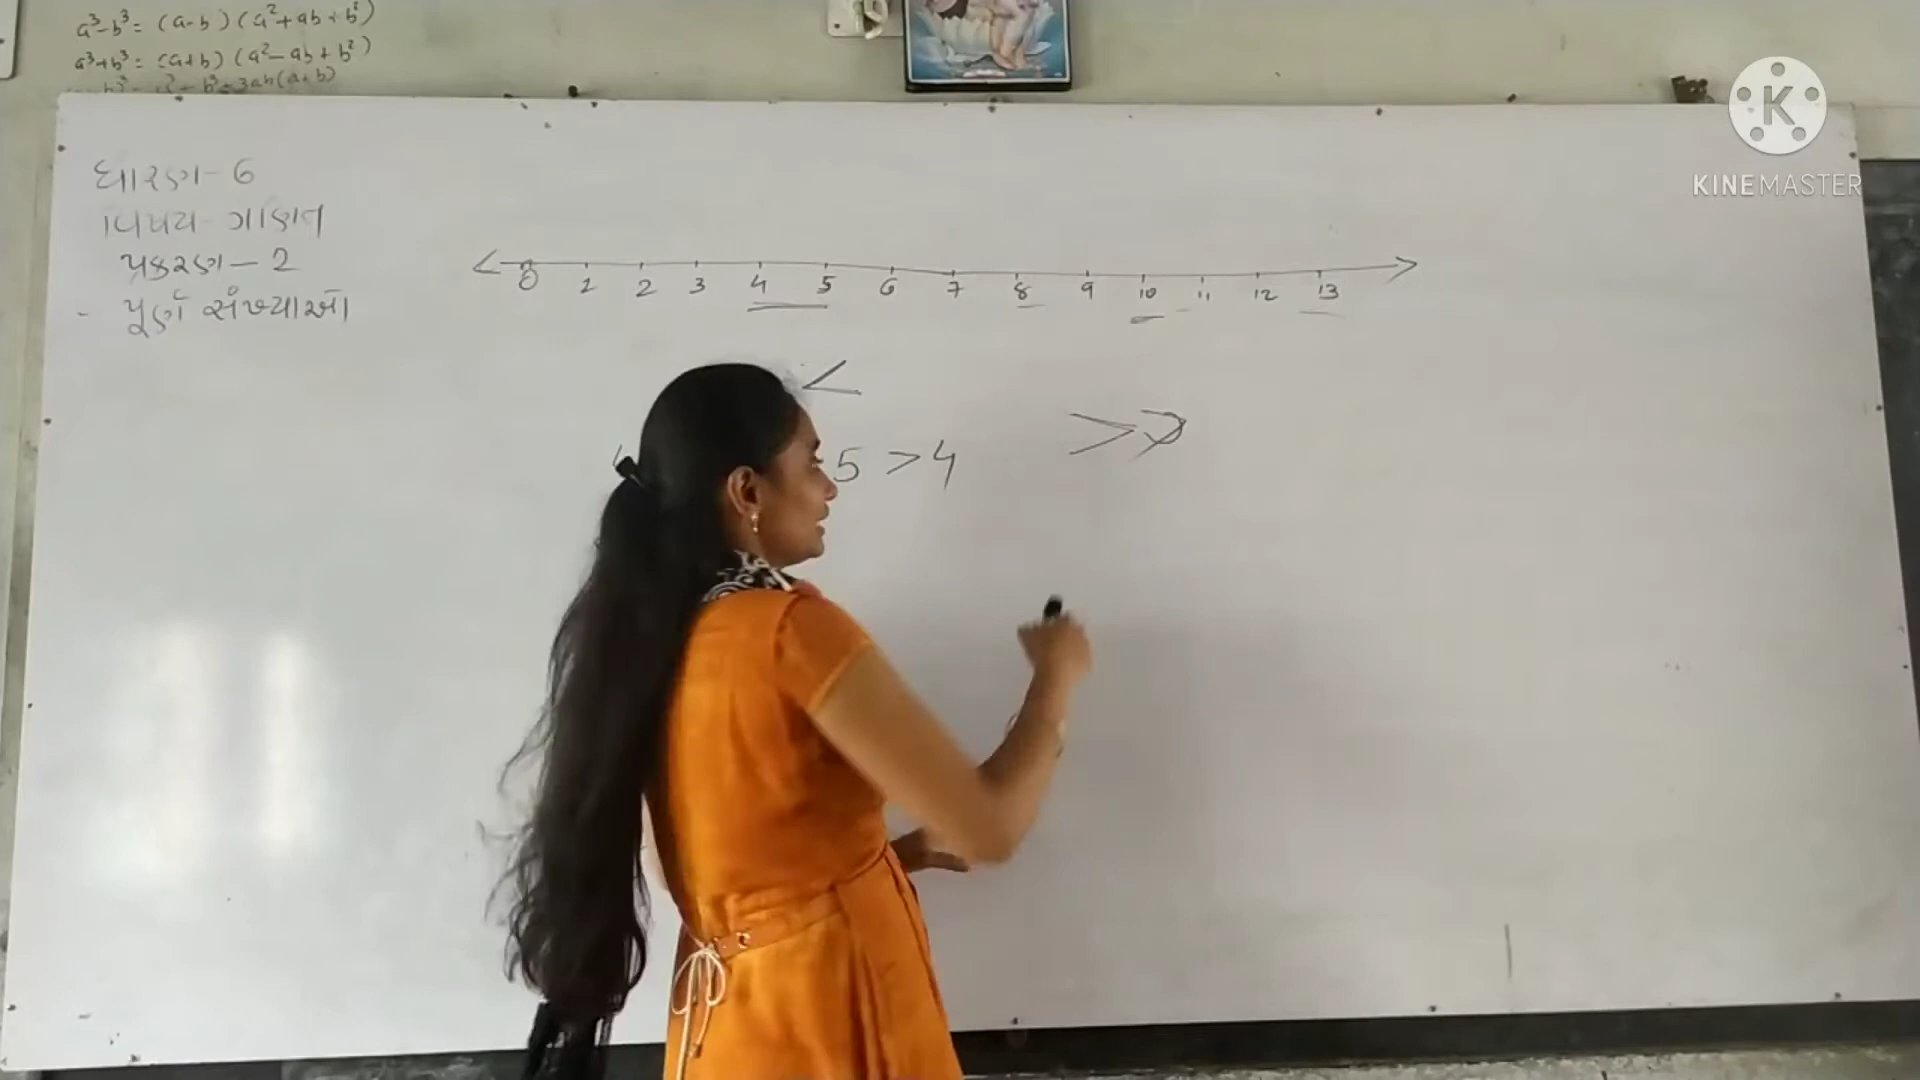 a³-b³ = (a-b) (a²+ab+b²)
a³+b³ = (a+b) (a²-ab+b²)
KINEMASTER
ધોરણ - 6
વિષય - ગણિત
પ્રકરણ - 2
પૂર્ણ સંખ્યાઓ
0 1 2 3 4 5 6 7 8 9 10 11 12 13
<
>
5 > 4